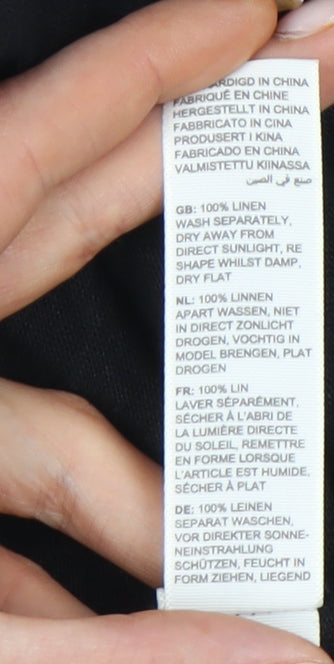 ARDIGD IN CHINA
FABRIQUÉ EN CHINE
HERGESTELLT IN CHINA
FABBRICATO IN CINA
PRODUSERT I KINA
FABRICADO EN CHINA
VALMISTETTU KIINASSA
صنع في الصين
GB: 100% LINEN
WASH SEPARATELY,
DRY AWAY FROM
DIRECT SUNLIGHT, RE
SHAPE WHILST DAMP,
DRY FLAT
NL: 100% LINNEN
APART WASSEN, NIET
IN DIRECT ZONLICHT
DROGEN, VOCHTIG IN
MODEL BRENGEN, PLAT
DROGEN
FR: 100% LIN
LAVER SÉPARÉMENT,
SÉCHER À L'ABRI DE
LA LUMIÈRE DIRECTE
DU SOLEIL, REMETTRE
EN FORME LORSQUE
L'ARTICLE EST HUMIDE,
SÉCHER À PLAT
DE: 100% LEINEN
SEPARAT WASCHEN,
VOR DIREKTER SONNE-
NEINSTRAHLUNG
SCHÜTZEN, FEUCHT IN
FORM ZIEHEN, LIEGEND